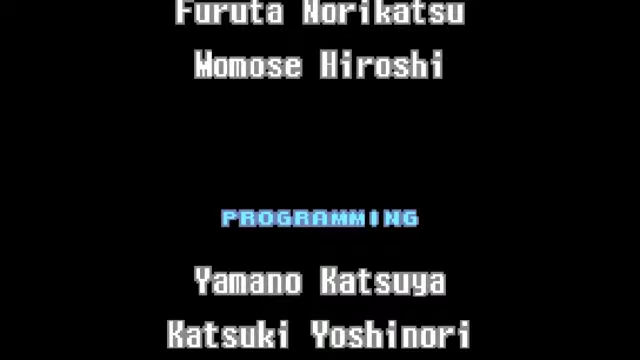 Furuta Norikatsu
Momose Hiroshi
PROGRAMMING
Yamano Katsuya
Katsuki Yoshinori